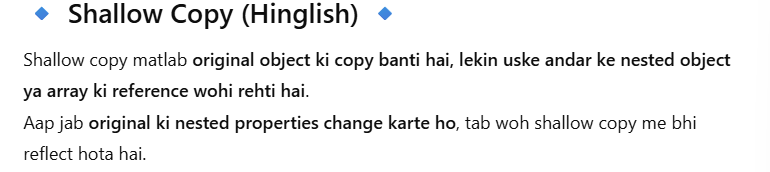 🔹 Shallow Copy (Hinglish) 🔹
Shallow copy matlab original object ki copy banti hai, lekin uske andar ke nested object
ya array ki reference wohi rehti hai.
Aap jab original ki nested properties change karte ho, tab woh shallow copy me bhi
reflect hota hai.